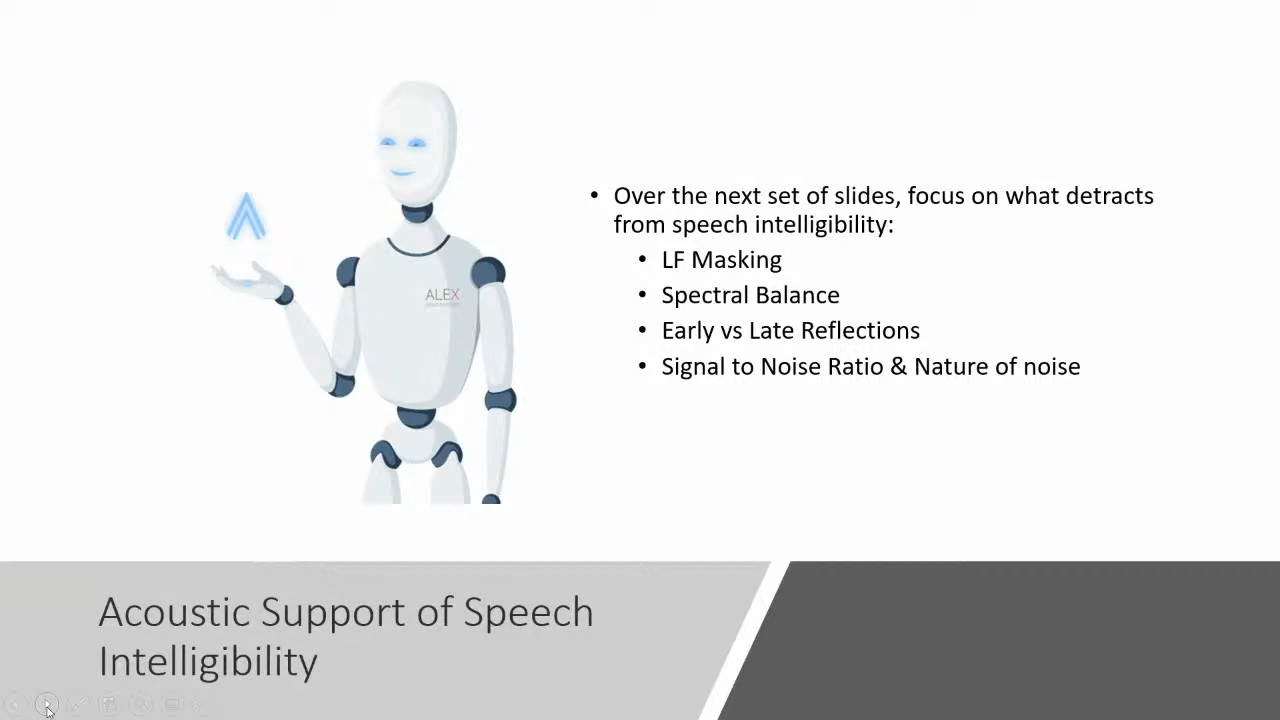 • Over the next set of slides, focus on what detracts
from speech intelligibility:
• LF Masking
• Spectral Balance
• Early vs Late Reflections
• Signal to Noise Ratio & Nature of noise
ALEX
Acoustic Support of Speech
Intelligibility